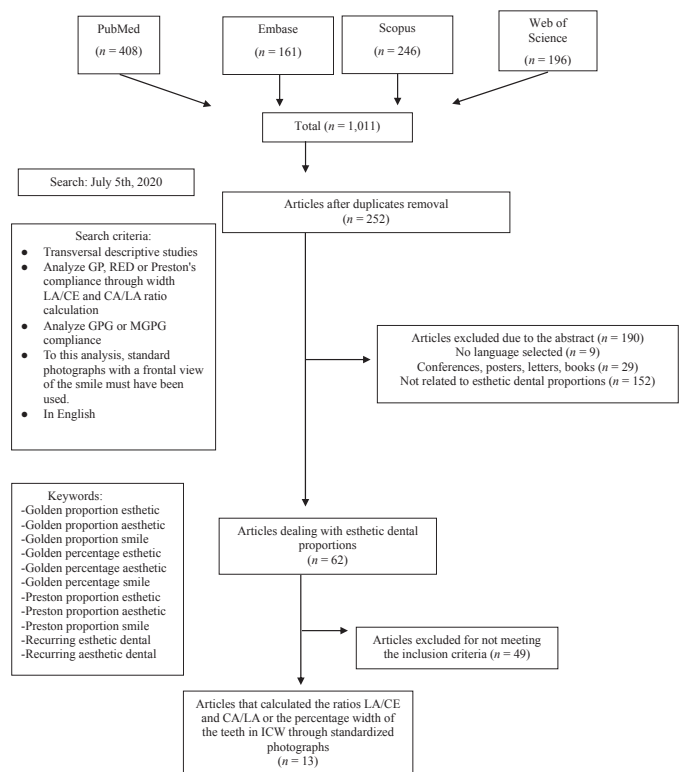 PubMed
(n = 408)
Embase
(n = 161)
Scopus
(n = 246)
Web of
Science
(n = 196)
Total (n = 1,011)
Search: July 5th, 2020
Articles after duplicates removal
(n = 252)
Search criteria:
● Transversal descriptive studies
● Analyze GP, RED or Preston's
compliance through width
LA/CE and CA/LA ratio
calculation
● Analyze GPG or MGPG
compliance
● To this analysis, standard
photographs with a frontal view
of the smile must have been
used.
● In English
Articles excluded due to the abstract (n = 190)
No language selected (n = 9)
Conferences, posters, letters, books (n = 29)
Not related to esthetic dental proportions (n = 152)
Keywords:
-Golden proportion esthetic
-Golden proportion aesthetic
-Golden proportion smile
-Golden percentage esthetic
-Golden percentage aesthetic
-Golden percentage smile
-Preston proportion esthetic
-Preston proportion aesthetic
-Preston proportion smile
-Recurring esthetic dental
-Recurring aesthetic dental
Articles dealing with esthetic dental
proportions
(n = 62)
Articles excluded for not meeting
the inclusion criteria (n = 49)
Articles that calculated the ratios LA/CE
and CA/LA or the percentage width of
the teeth in ICW through standardized
photographs
(n = 13)